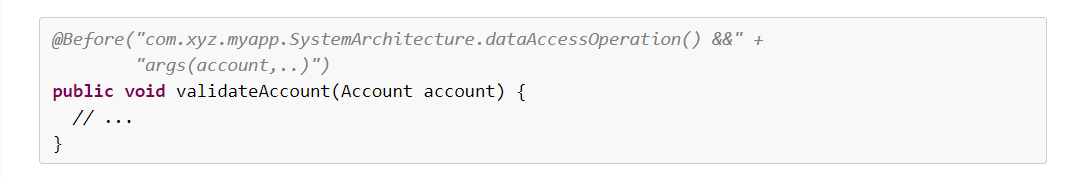 @Before("com.xyz.myapp.SystemArchitecture.dataAccessOperation() &&" +
        "args(account,..)")
public void validateAccount(Account account) {
  // ...
}